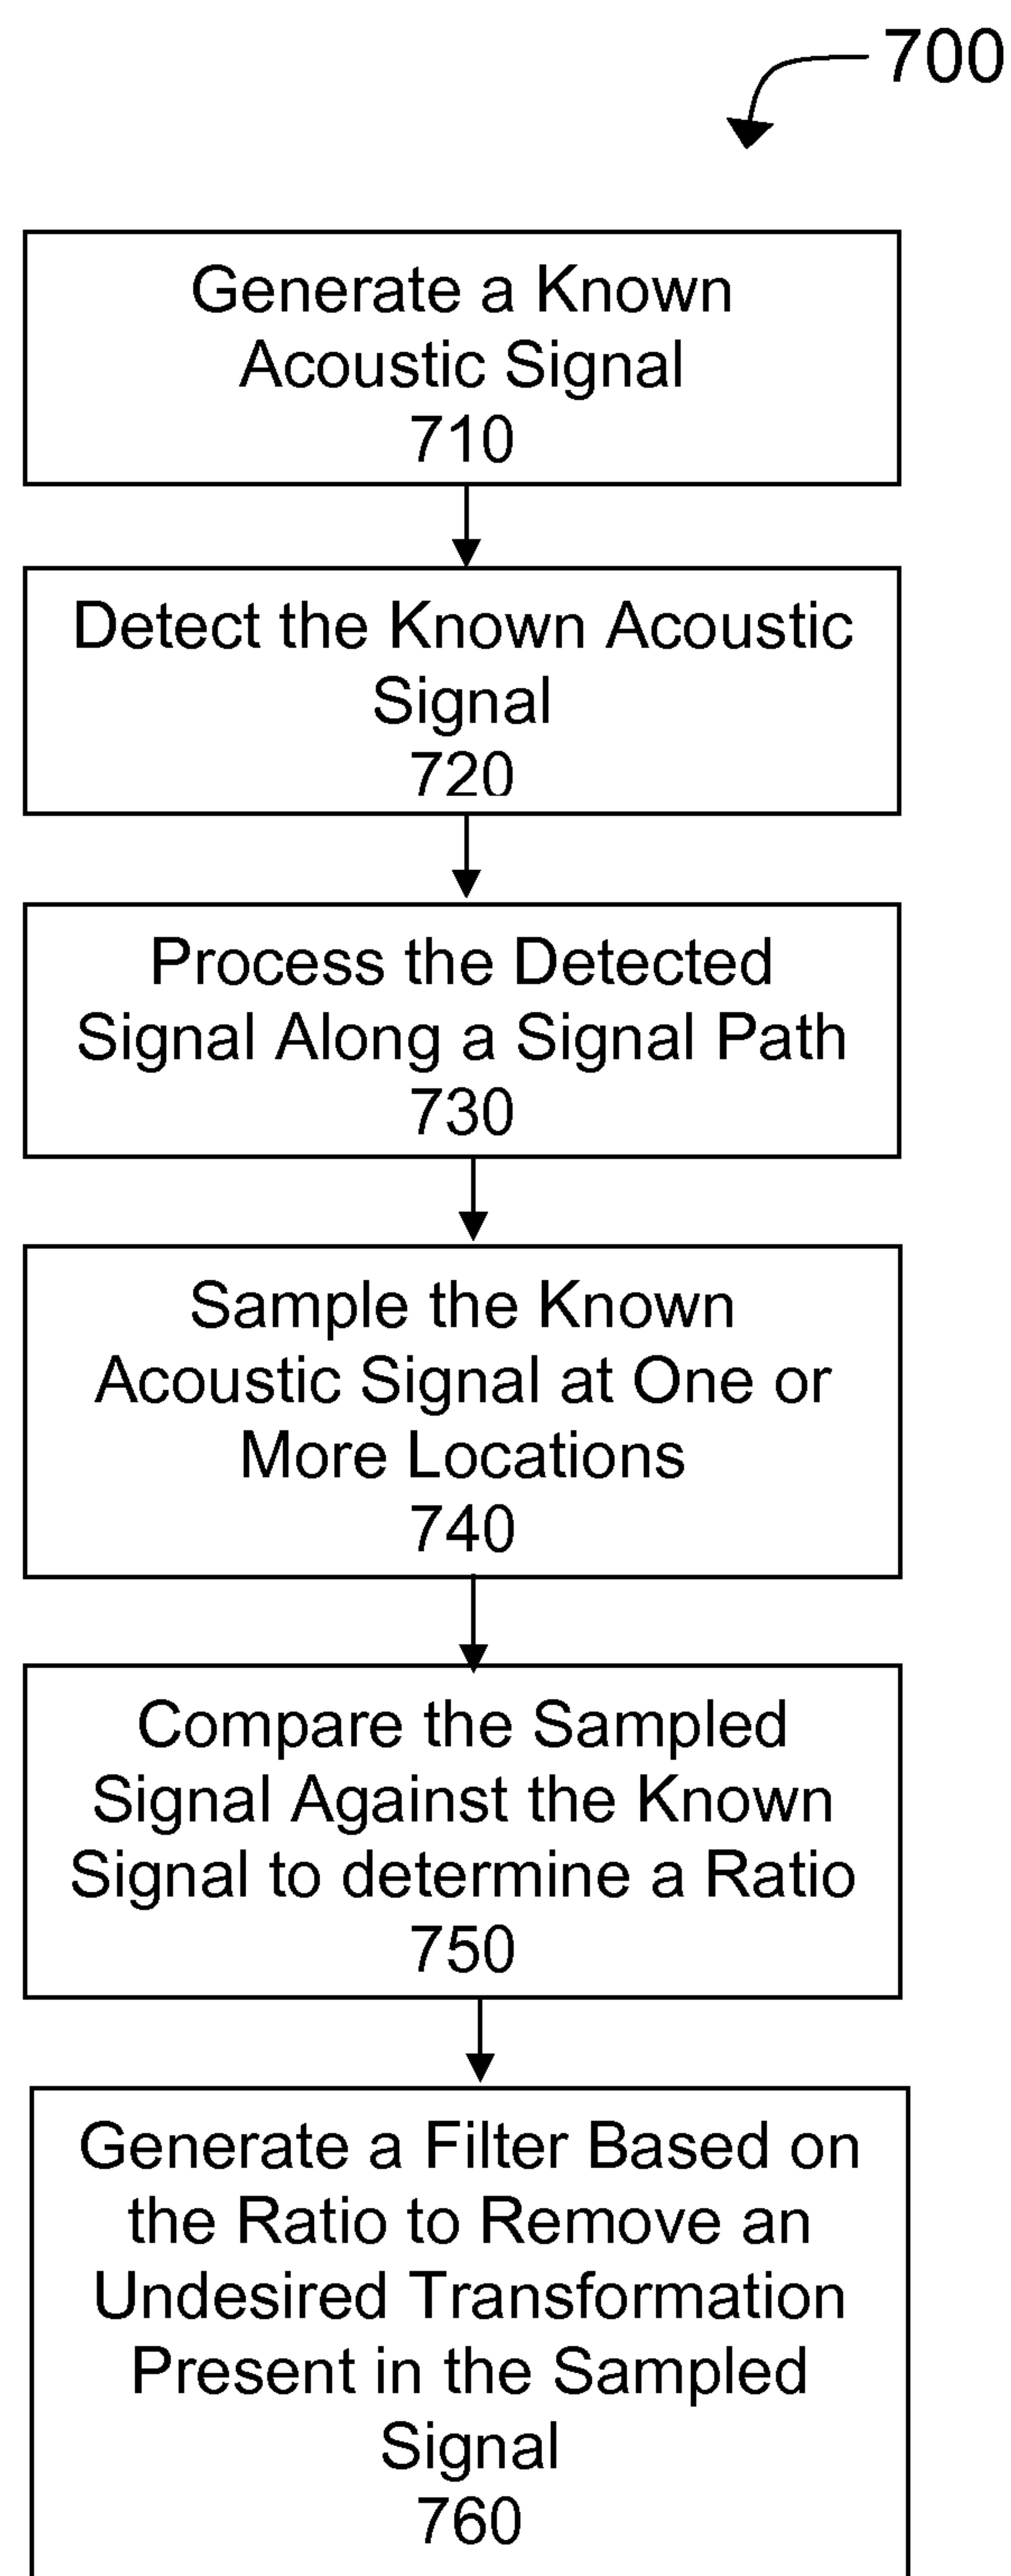 700
Generate a Known
Acoustic Signal
710
Detect the Known Acoustic
Signal
720
Process the Detected
Signal Along a Signal Path
730
Sample the Known
Acoustic Signal at One or
More Locations
740
Compare the Sampled
Signal Against the Known
Signal to determine a Ratio
750
Generate a Filter Based on
the Ratio to Remove an
Undesired Transformation
Present in the Sampled
Signal
760